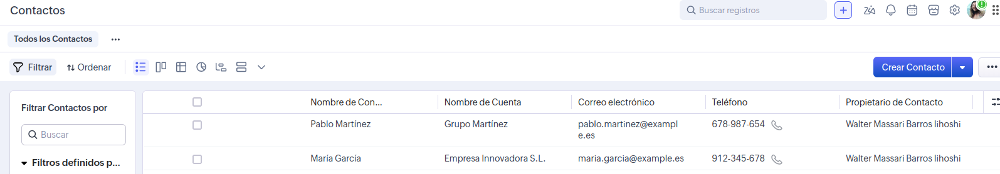 Contactos
Buscar registros
Todos los Contactos
Filtrar
Ordenar
Crear Contacto
Filtrar Contactos por
Buscar
Filtros definidos p...
Nombre de Con... Nombre de Cuenta Correo electrónico Teléfono Propietario de Contacto
Pablo Martínez Grupo Martínez pablo.martinez@exampl 678-987-654 Walter Massari Barros Iihoshi
e.es
María García Empresa Innovadora S.L. maria.garcia@example.es 912-345-678 Walter Massari Barros Iihoshi